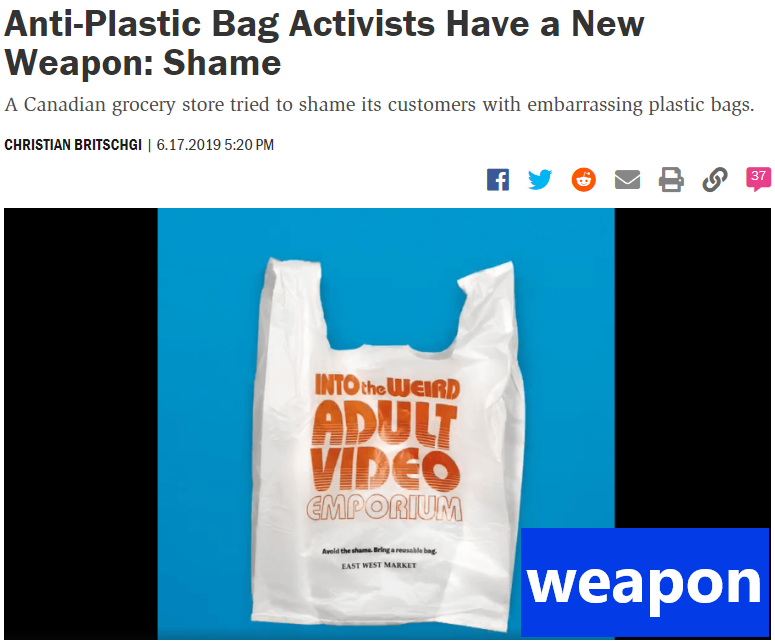 Anti-Plastic Bag Activists Have a New
Weapon: Shame
A Canadian grocery store tried to shame its customers with embarrassing plastic bags.
CHRISTIAN BRITSCHGI | 6.17.2019 5:20 PM
37
INTO the WEIRD
ADULT
VIDEO
EMPORIUM
Avoid the shame. Bring a reusable bag.
EAST WEST MARKET
weapon